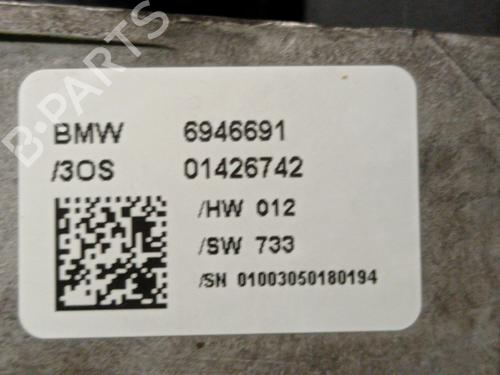 B-PARTS
BMW 6946691
/3OS 01426742
/HW 012
/SW 733
/SN 01003050180194